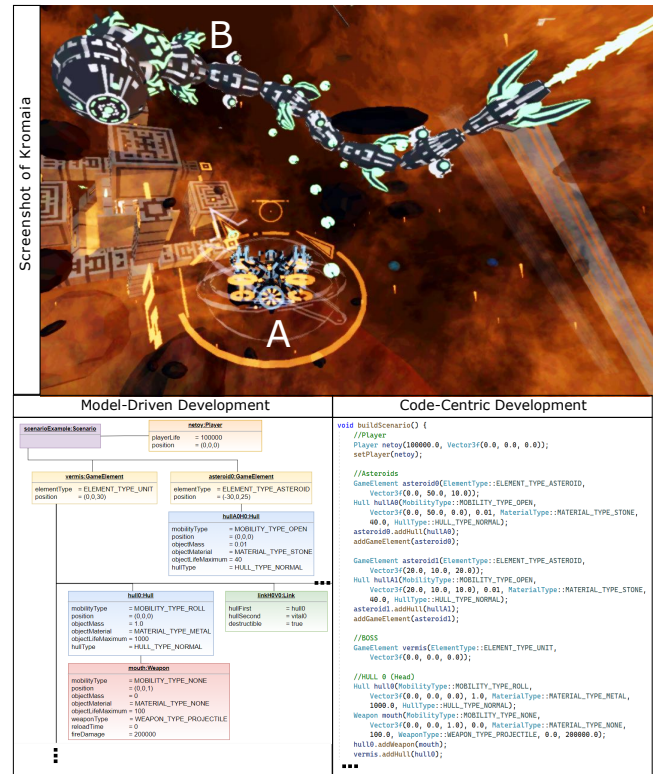 Screenshot of Kromaia
B
A
Model-Driven Development
scenarioExample:Scenario
netoy:Player
playerLife = 100000
position = (0,0,0)
vermis:GameElement
elementType = ELEMENT_TYPE_UNIT
position = (0,0,30)
asteroid0:GameElement
elementType = ELEMENT_TYPE_ASTEROID
position = (-30,0,25)
hullA0H0:Hull
mobilityType = MOBILITY_TYPE_OPEN
position = (0,0,0)
objectMass = 0.01
objectMaterial = MATERIAL_TYPE_STONE
objectLifeMaximum = 40
hullType = HULL_TYPE_NORMAL
hull0:Hull
mobilityType = MOBILITY_TYPE_ROLL
position = (0,0,0)
objectMass = 1.0
objectMaterial = MATERIAL_TYPE_METAL
objectLifeMaximum = 1000
hullType = HULL_TYPE_NORMAL
linkH0V0:Link
hullFirst = hull0
hullSecond = vital0
destructible = true
mouth:Weapon
mobilityType = MOBILITY_TYPE_NONE
position = (0,0,1)
objectMass = 0
objectMaterial = MATERIAL_TYPE_NONE
objectLifeMaximum = 100
weaponType = WEAPON_TYPE_PROJECTILE
reloadTime = 0
fireDamage = 200000
Code-Centric Development
void buildScenario() {
//Player
Player netoy(100000.0, Vector3f(0.0, 0.0, 0.0));
setPlayer(netoy);
//Asteroids
GameElement asteroid0(ElementType::ELEMENT_TYPE_ASTEROID,
Vector3f(0.0, 50.0, 10.0));
Hull hullA0(MobilityType::MOBILITY_TYPE_OPEN,
Vector3f(0.0, 50.0, 0.0), 0.01, MaterialType::MATERIAL_TYPE_STONE,
40.0, HullType::HULL_TYPE_NORMAL);
asteroid0.addHull(hullA0);
addGameElement(asteroid0);
GameElement asteroid1(ElementType::ELEMENT_TYPE_ASTEROID,
Vector3f(20.0, 10.0, 20.0));
Hull hullA1(MobilityType::MOBILITY_TYPE_OPEN,
Vector3f(20.0, 10.0, 10.0), 0.01, MaterialType::MATERIAL_TYPE_STONE,
40.0, HullType::HULL_TYPE_NORMAL);
asteroid1.addHull(hullA1);
addGameElement(asteroid1);
//BOSS
GameElement vermis(ElementType::ELEMENT_TYPE_UNIT,
Vector3f(0.0, 0.0, 0.0));
//HULL 0 (Head)
Hull hull0(MobilityType::MOBILITY_TYPE_ROLL,
Vector3f(0.0, 0.0, 0.0), 1.0, MaterialType::MATERIAL_TYPE_METAL,
1000.0, HullType::HULL_TYPE_NORMAL);
Weapon mouth(MobilityType::MOBILITY_TYPE_NONE,
Vector3f(0.0, 0.0, 1.0), 0.0, MaterialType::MATERIAL_TYPE_NONE,
100.0, WeaponType::WEAPON_TYPE_PROJECTILE, 0.0, 200000.0);
hull0.addWeapon(mouth);
vermis.addHull(hull0);